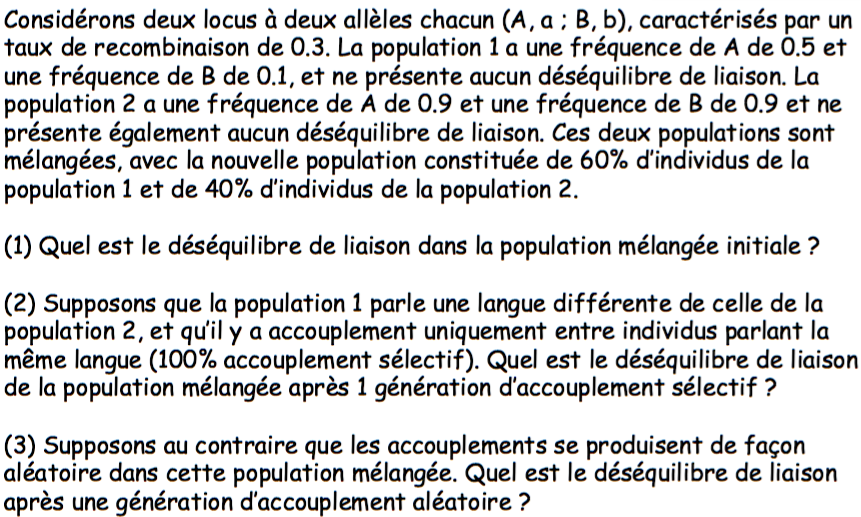 Considérons deux locus à deux allèles chacun (A, a ; B, b), caractérisés par un
taux de recombinaison de 0.3. La population 1 a une fréquence de A de 0.5 et
une fréquence de B de 0.1, et ne présente aucun déséquilibre de liaison. La
population 2 a une fréquence de A de 0.9 et une fréquence de B de 0.9 et ne
présente également aucun déséquilibre de liaison. Ces deux populations sont
mélangées, avec la nouvelle population constituée de 60% d'individus de la
population 1 et de 40% d'individus de la population 2.
(1) Quel est le déséquilibre de liaison dans la population mélangée initiale ?
(2) Supposons que la population 1 parle une langue différente de celle de la
population 2, et qu'il y a accouplement uniquement entre individus parlant la
même langue (100% accouplement sélectif). Quel est le déséquilibre de liaison
de la population mélangée après 1 génération d'accouplement sélectif ?
(3) Supposons au contraire que les accouplements se produisent de façon
aléatoire dans cette population mélangée. Quel est le déséquilibre de liaison
après une génération d'accouplement aléatoire ?